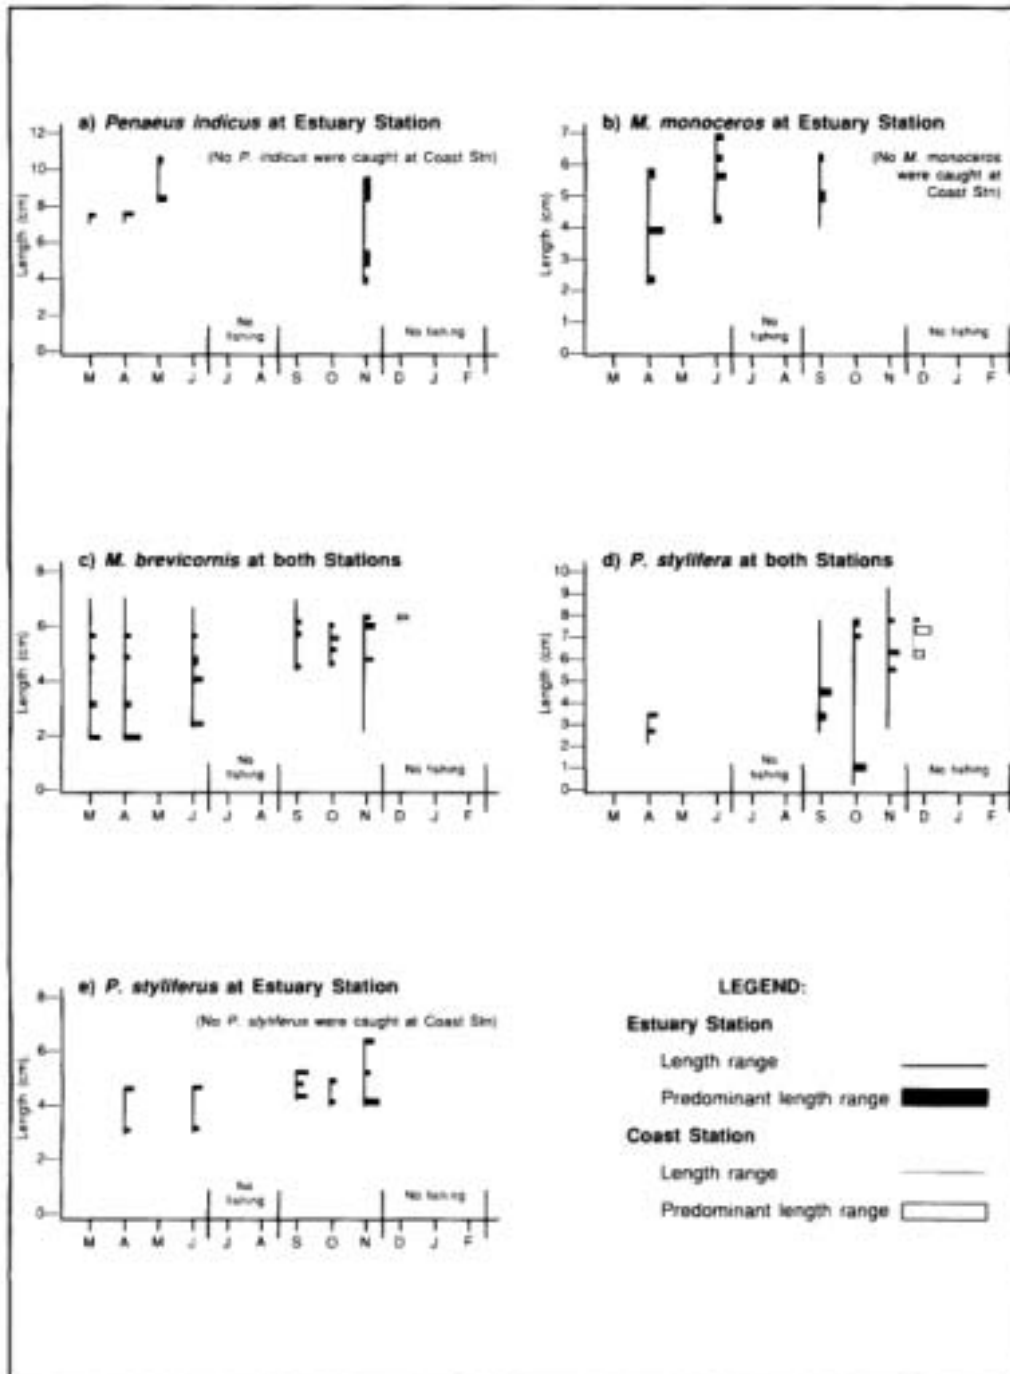 a) Penaeus indicus at Estuary Station
(No P. indicus were caught at Coast Stn)
Length (cm)
12
10
8
6
4
2
0
No
fishing
No fishing
M A M J J A S O N D J F
b) M. monoceros at Estuary Station
(No M. monoceros
were caught at
Coast Stn)
Length (cm)
7
6
5
4
3
2
1
0
No
fishing
No fishing
M A M J J A S O N D J F
c) M. brevicornis at both Stations
Length (cm)
8
6
4
2
0
No
fishing
No fishing
M A M J J A S O N D J F
d) P. stylifera at both Stations
Length (cm)
10
9
8
7
6
5
4
3
2
1
0
No
fishing
No fishing
M A M J J A S O N D J F
e) P. styliferus at Estuary Station
(No P. styliferus were caught at Coast Stn)
Length (cm)
8
6
4
2
0
No
fishing
No fishing
M A M J J A S O N D J F
LEGEND:
Estuary Station
Length range
Predominant length range
Coast Station
Length range
Predominant length range